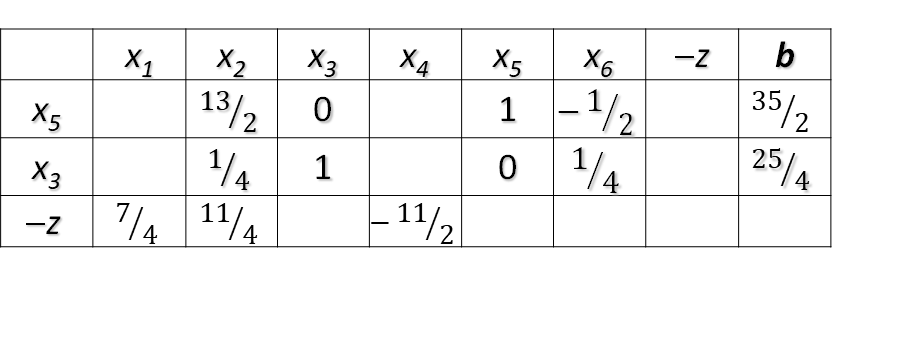 x1 x2 x3 x4 x5 x6 –z b
x5 13/2 0 1 – 1/2 35/2
x3 1/4 1 0 1/4 25/4
–z 7/4 11/4 – 11/2